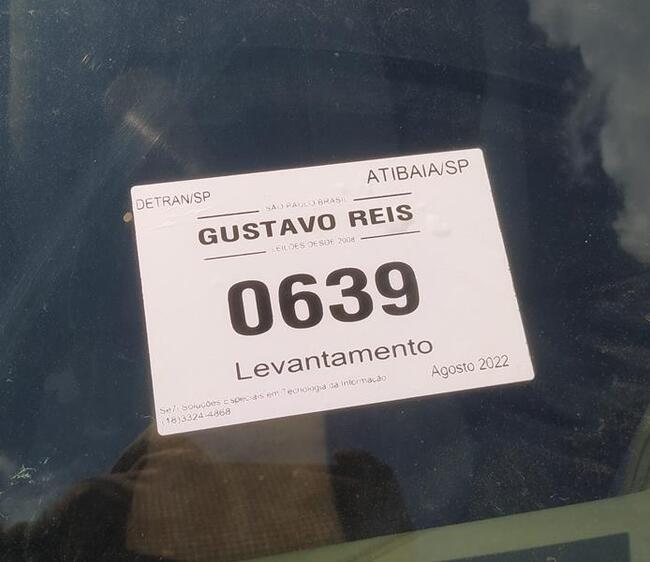 DETRAN/SP
ATIBAIA/SP
SÃO PAULO BRASIL
GUSTAVO REIS
LEILÕES DESDE 2008
0639
Levantamento
Agosto 2022
Se7i Soluções Especiais em Tecnologia da Informação
(18)3324-4868